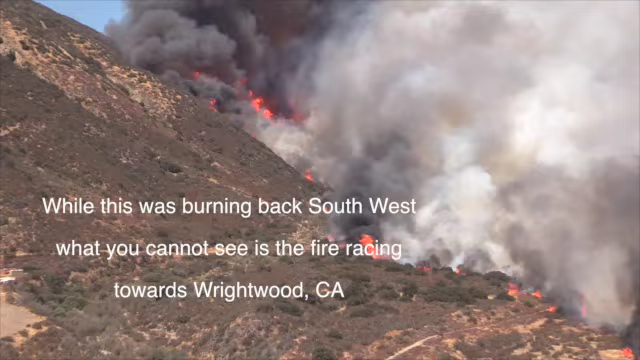 While this was burning back South West
what you cannot see is the fire racing
towards Wrightwood, CA